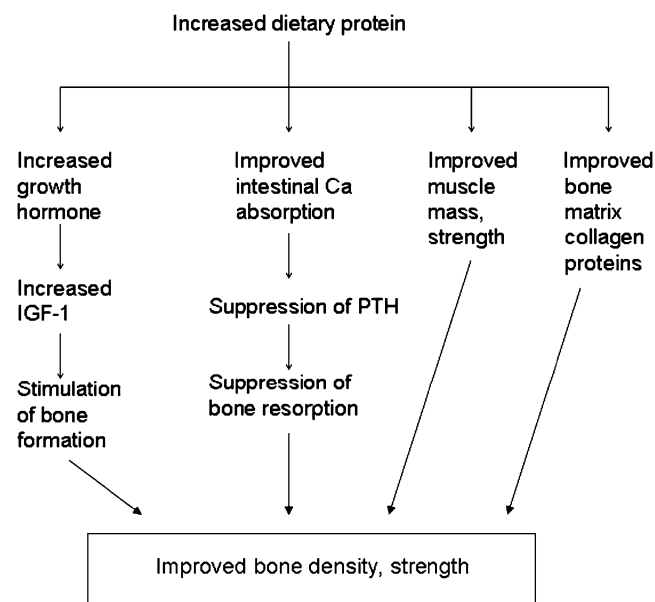 Increased dietary protein
Increased
growth
hormone
Improved
intestinal Ca
absorption
Improved
muscle
mass,
strength
Improved
bone
matrix
collagen
proteins
Increased
IGF-1
Suppression of PTH
Stimulation
of bone
formation
Suppression of
bone resorption
Improved bone density, strength